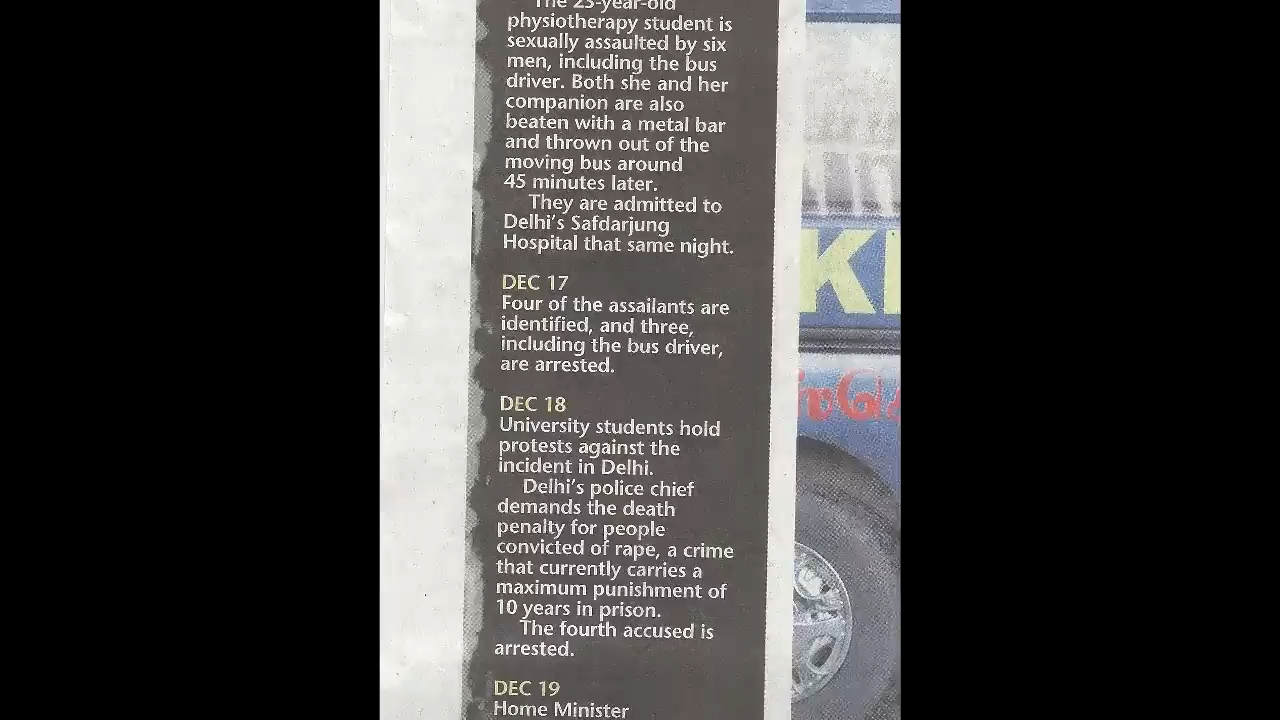 The 23-year-old
physiotherapy student is
sexually assaulted by six
men, including the bus
driver. Both she and her
companion are also
beaten with a metal bar
and thrown out of the
moving bus around
45 minutes later.
They are admitted to
Delhi's Safdarjung
Hospital that same night.
DEC 17
Four of the assailants are
identified, and three,
including the bus driver,
are arrested.
DEC 18
University students hold
protests against the
incident in Delhi.
Delhi's police chief
demands the death
penalty for people
convicted of rape, a crime
that currently carries a
maximum punishment of
10 years in prison.
The fourth accused is
arrested.
DEC 19
Home Minister